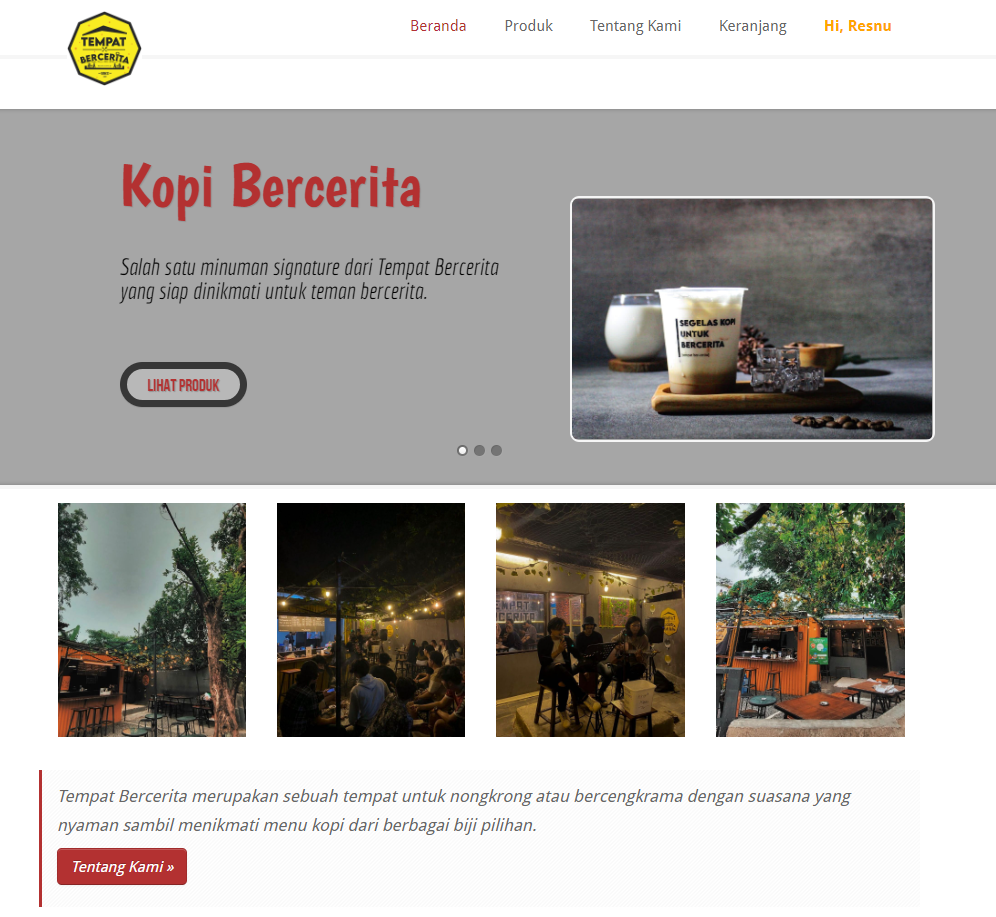 TEMPAT
BERCERITA
Beranda
Produk
Tentang Kami
Keranjang
Hi, Resnu
Kopi Bercerita
Salah satu minuman signature dari Tempat Bercerita
yang siap dinikmati untuk teman bercerita.
LIHAT PRODUK
SEGELAS KOPI
UNTUK
BERCERITA
Tempat Bercerita merupakan sebuah tempat untuk nongkrong atau bercengkrama dengan suasana yang
nyaman sambil menikmati menu kopi dari berbagai biji pilihan.
Tentang Kami »